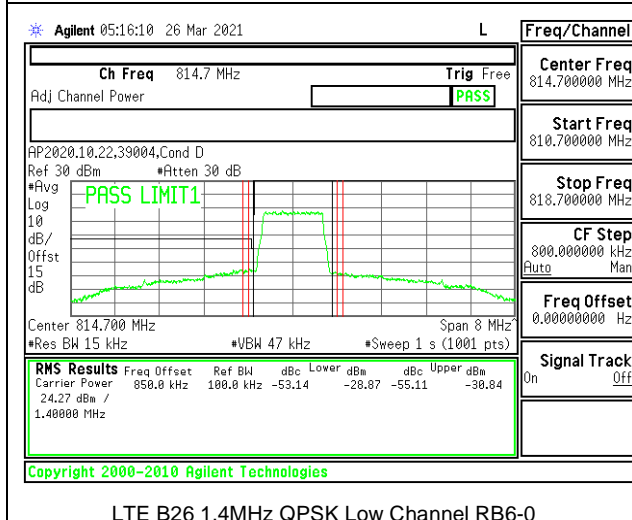 Agilent 05:16:10 26 Mar 2021 L
Freq/Channel
Ch Freq 814.7 MHz Trig Free
Adj Channel Power PASS
Center Freq
814.700000 MHz
Start Freq
810.700000 MHz
Stop Freq
818.700000 MHz
CF Step
800.000000 kHz
Auto Man
Freq Offset
0.00000000 Hz
Signal Track
On Off
AP2020.10.22,39004,Cond D
Ref 30 dBm #Atten 30 dB
#Avg
Log
10
dB/
Offst
15
dB
PASS LIMIT1
Center 814.700 MHz Span 8 MHz^
#Res BW 15 kHz #VBW 47 kHz #Sweep 1 s (1001 pts)
RMS Results Freq Offset Ref BW dBc Lower dBm dBc Upper dBm
Carrier Power 850.0 kHz 100.0 kHz -53.14 -28.87 -55.11 -30.84
24.27 dBm /
1.40000 MHz
Copyright 2000-2010 Agilent Technologies
LTE B26 1.4MHz QPSK Low Channel RB6-0